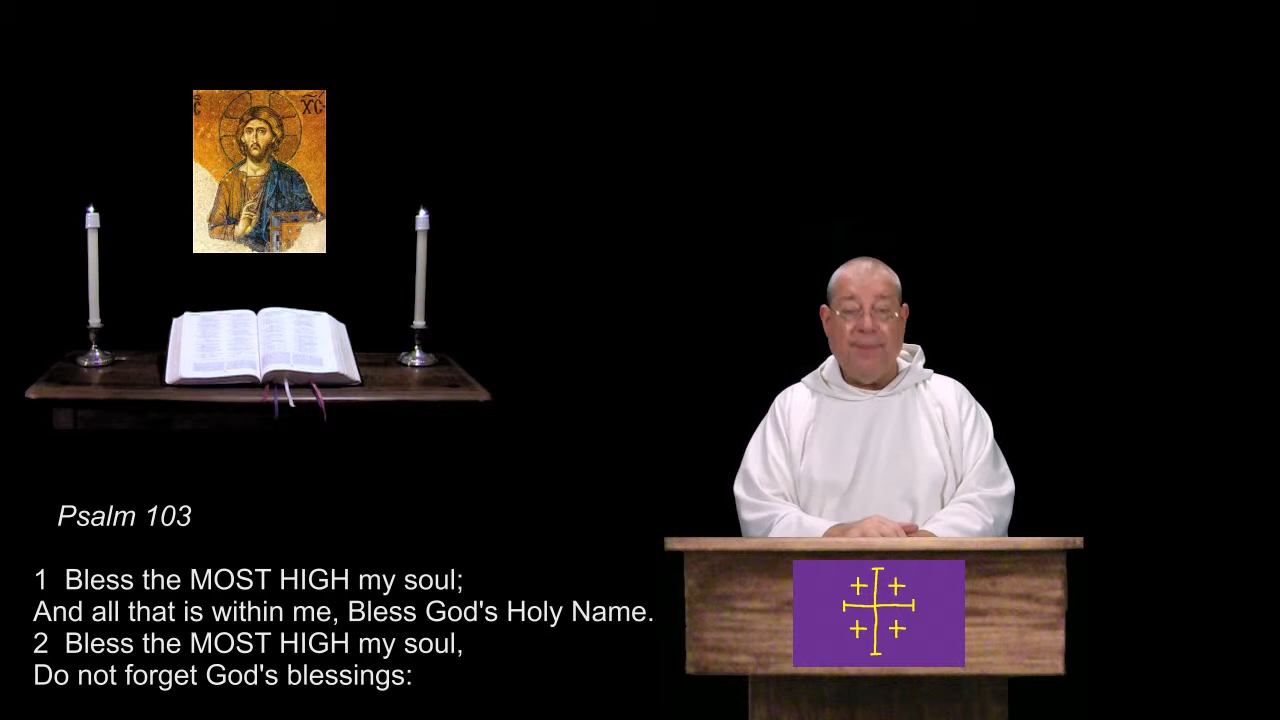 XC
Psalm 103
1 Bless the MOST HIGH my soul;
And all that is within me, Bless God's Holy Name.
2 Bless the MOST HIGH my soul,
Do not forget God's blessings: